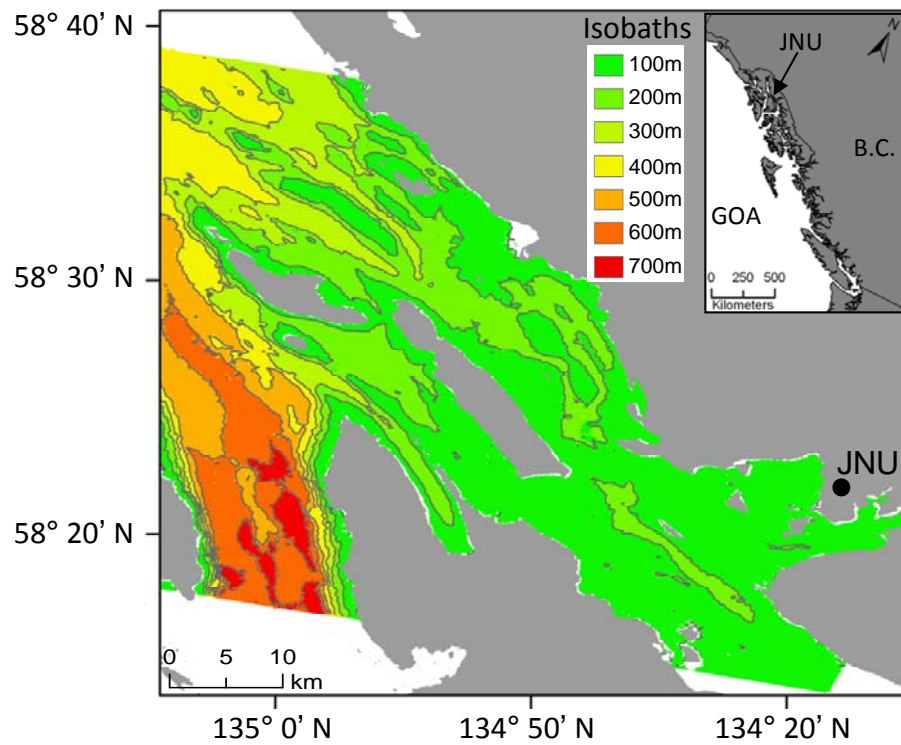 58° 40’ N
58° 30’ N
58° 20’ N
Isobaths
100m
200m
300m
400m
500m
600m
700m
JNU
N
B.C.
GOA
0 250 500
Kilometers
JNU
0 5 10
km
135° 0’ N
134° 50’ N
134° 20’ N